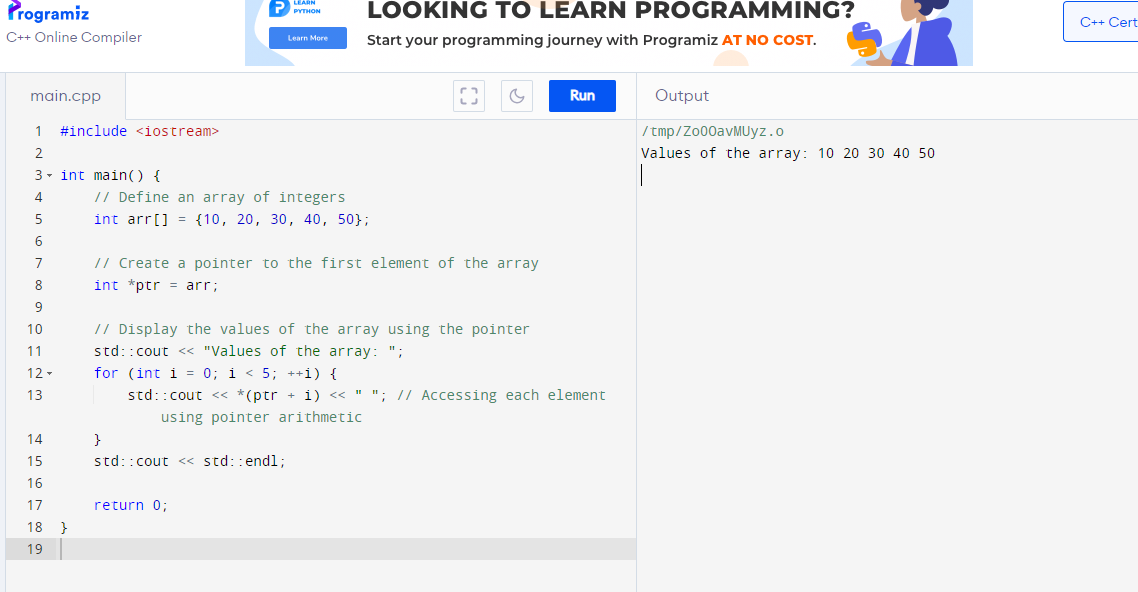 Programiz
C++ Online Compiler
LEARN
PYTHON
Learn More
LOOKING TO LEARN PROGRAMMING?
Start your programming journey with Programiz AT NO COST.
C++ Cert
main.cpp
Run
Output
1 #include <iostream>
2
3 int main() {
4     // Define an array of integers
5     int arr[] = {10, 20, 30, 40, 50};
6
7     // Create a pointer to the first element of the array
8     int *ptr = arr;
9
10     // Display the values of the array using the pointer
11     std::cout << "Values of the array: ";
12     for (int i = 0; i < 5; ++i) {
13         std::cout << *(ptr + i) << " "; // Accessing each element
using pointer arithmetic
14     }
15     std::cout << std::endl;
16
17     return 0;
18 }
19
/tmp/ZoOOavMUyz.o
Values of the array: 10 20 30 40 50